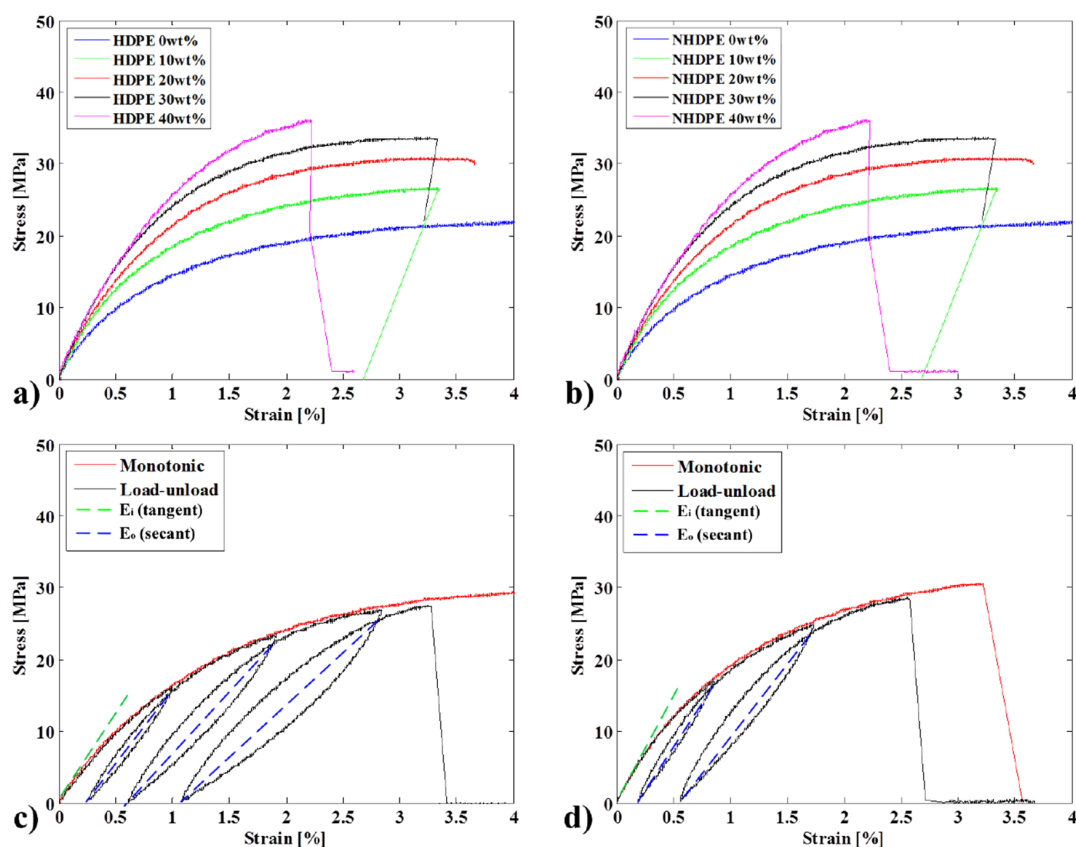 50
40
30
20
10
0
Stress [MPa]
HDPE 0wt%
HDPE 10wt%
HDPE 20wt%
HDPE 30wt%
HDPE 40wt%
0 0.5 1 1.5 2 2.5 3 3.5 4
Strain [%]
a)
50
40
30
20
10
0
Stress [MPa]
NHDPE 0wt%
NHDPE 10wt%
NHDPE 20wt%
NHDPE 30wt%
NHDPE 40wt%
0 0.5 1 1.5 2 2.5 3 3.5 4
Strain [%]
b)
50
40
30
20
10
0
Stress [MPa]
Monotonic
Load-unload
Ei (tangent)
Eo (secant)
0 0.5 1 1.5 2 2.5 3 3.5 4
Strain [%]
c)
50
40
30
20
10
0
Stress [MPa]
Monotonic
Load-unload
Ei (tangent)
Eo (secant)
0 0.5 1 1.5 2 2.5 3 3.5 4
Strain [%]
d)